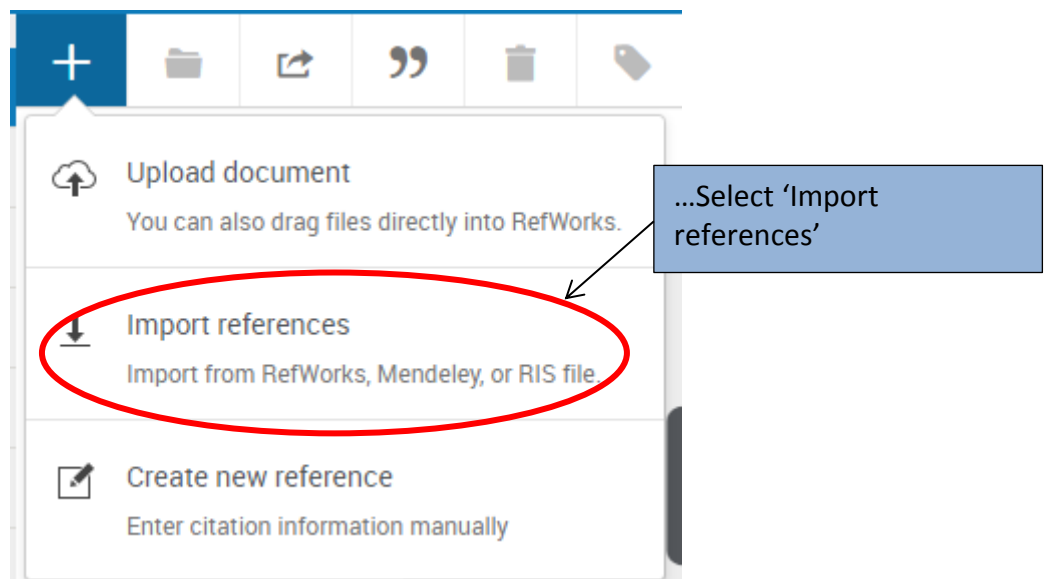 Upload document
You can also drag files directly into RefWorks.
…Select ‘Import
references’
Import references
Import from RefWorks, Mendeley, or RIS file.
Create new reference
Enter citation information manually